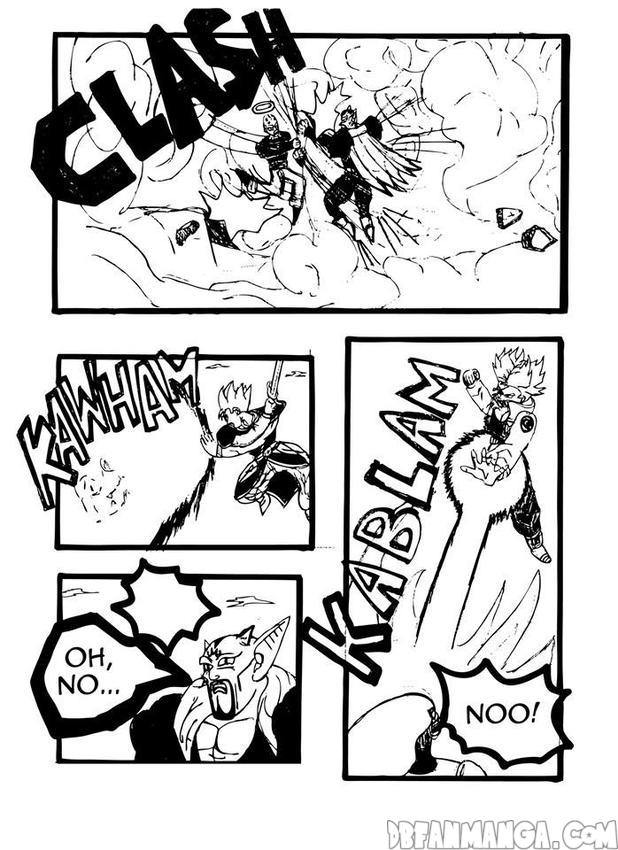 CLASH
KAWHAM
KABLAM
OH,
NO...
NOO!
DBFANMANGA.COM